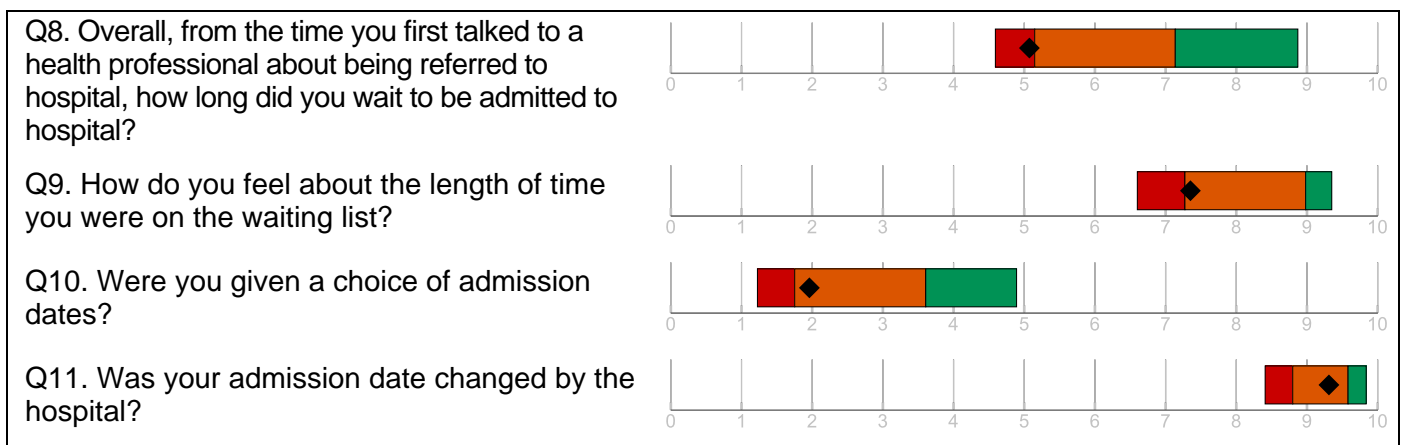 Q8. Overall, from the time you first talked to a
health professional about being referred to
hospital, how long did you wait to be admitted to
hospital?
0 1 2 3 4 5 6 7 8 9 10
Q9. How do you feel about the length of time
you were on the waiting list?
0 1 2 3 4 5 6 7 8 9 10
Q10. Were you given a choice of admission
dates?
0 1 2 3 4 5 6 7 8 9 10
Q11. Was your admission date changed by the
hospital?
0 1 2 3 4 5 6 7 8 9 10